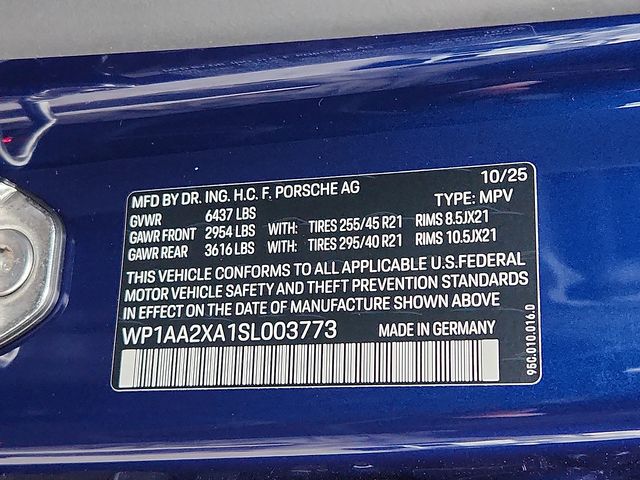 10/25
MFD BY DR. ING. H.C. F. PORSCHE AG
GVWR 6437 LBS TYPE: MPV
GAWR FRONT 2954 LBS WITH: TIRES 255/45 R21 RIMS 8.5JX21
GAWR REAR 3616 LBS WITH: TIRES 295/40 R21 RIMS 10.5JX21
THIS VEHICLE CONFORMS TO ALL APPLICABLE U.S.FEDERAL
MOTOR VEHICLE SAFETY AND THEFT PREVENTION STANDARDS
IN EFFECT ON THE DATE OF MANUFACTURE SHOWN ABOVE
WP1AA2XA1SL003773 MADE IN GERMANY
95C.010.016.0